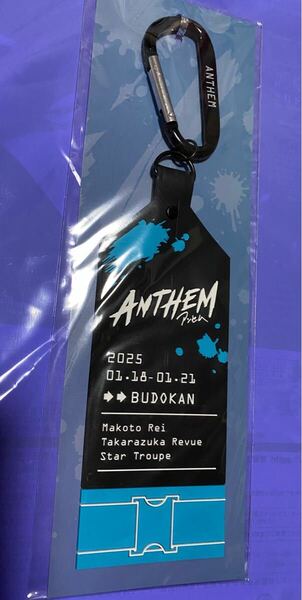 ANTHEM
ANTHEM
アンセム
2025
01.18-01.21
BUDOKAN
Makoto Rei
Takarazuka Revue
Star Troupe